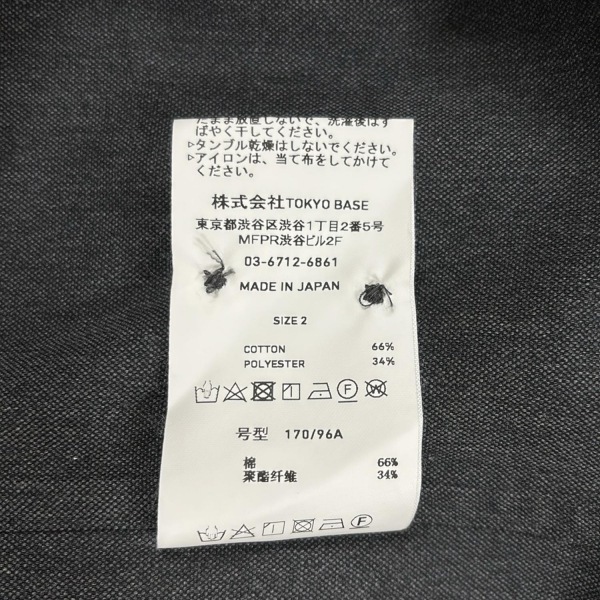 たまま放置しないで、洗濯後はす
ばやく干してください。
▷タンブル乾燥はしないでください。
▷アイロンは、当て布をしてかけて
ください。
株式会社TOKYO BASE
東京都渋谷区渋谷1丁目2番5号
MFPR渋谷ビル2F
03-6712-6861
MADE IN JAPAN
SIZE 2
COTTON 66%
POLYESTER 34%
号型 170/96A
棉 66%
聚酯纤维 34%